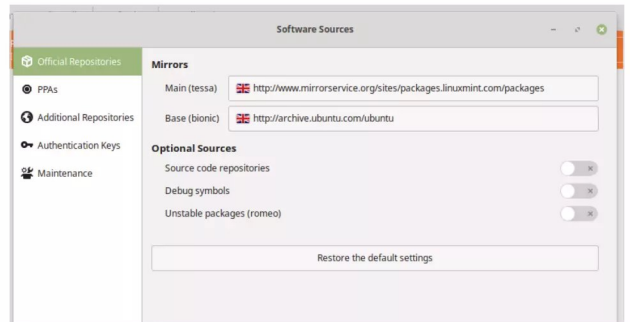 Software Sources
Official Repositories
PPAs
Additional Repositories
Authentication Keys
Maintenance
Mirrors
Main (tessa) http://www.mirrorservice.org/sites/packages.linuxmint.com/packages
Base (bionic) http://archive.ubuntu.com/ubuntu
Optional Sources
Source code repositories
Debug symbols
Unstable packages (romeo)
Restore the default settings